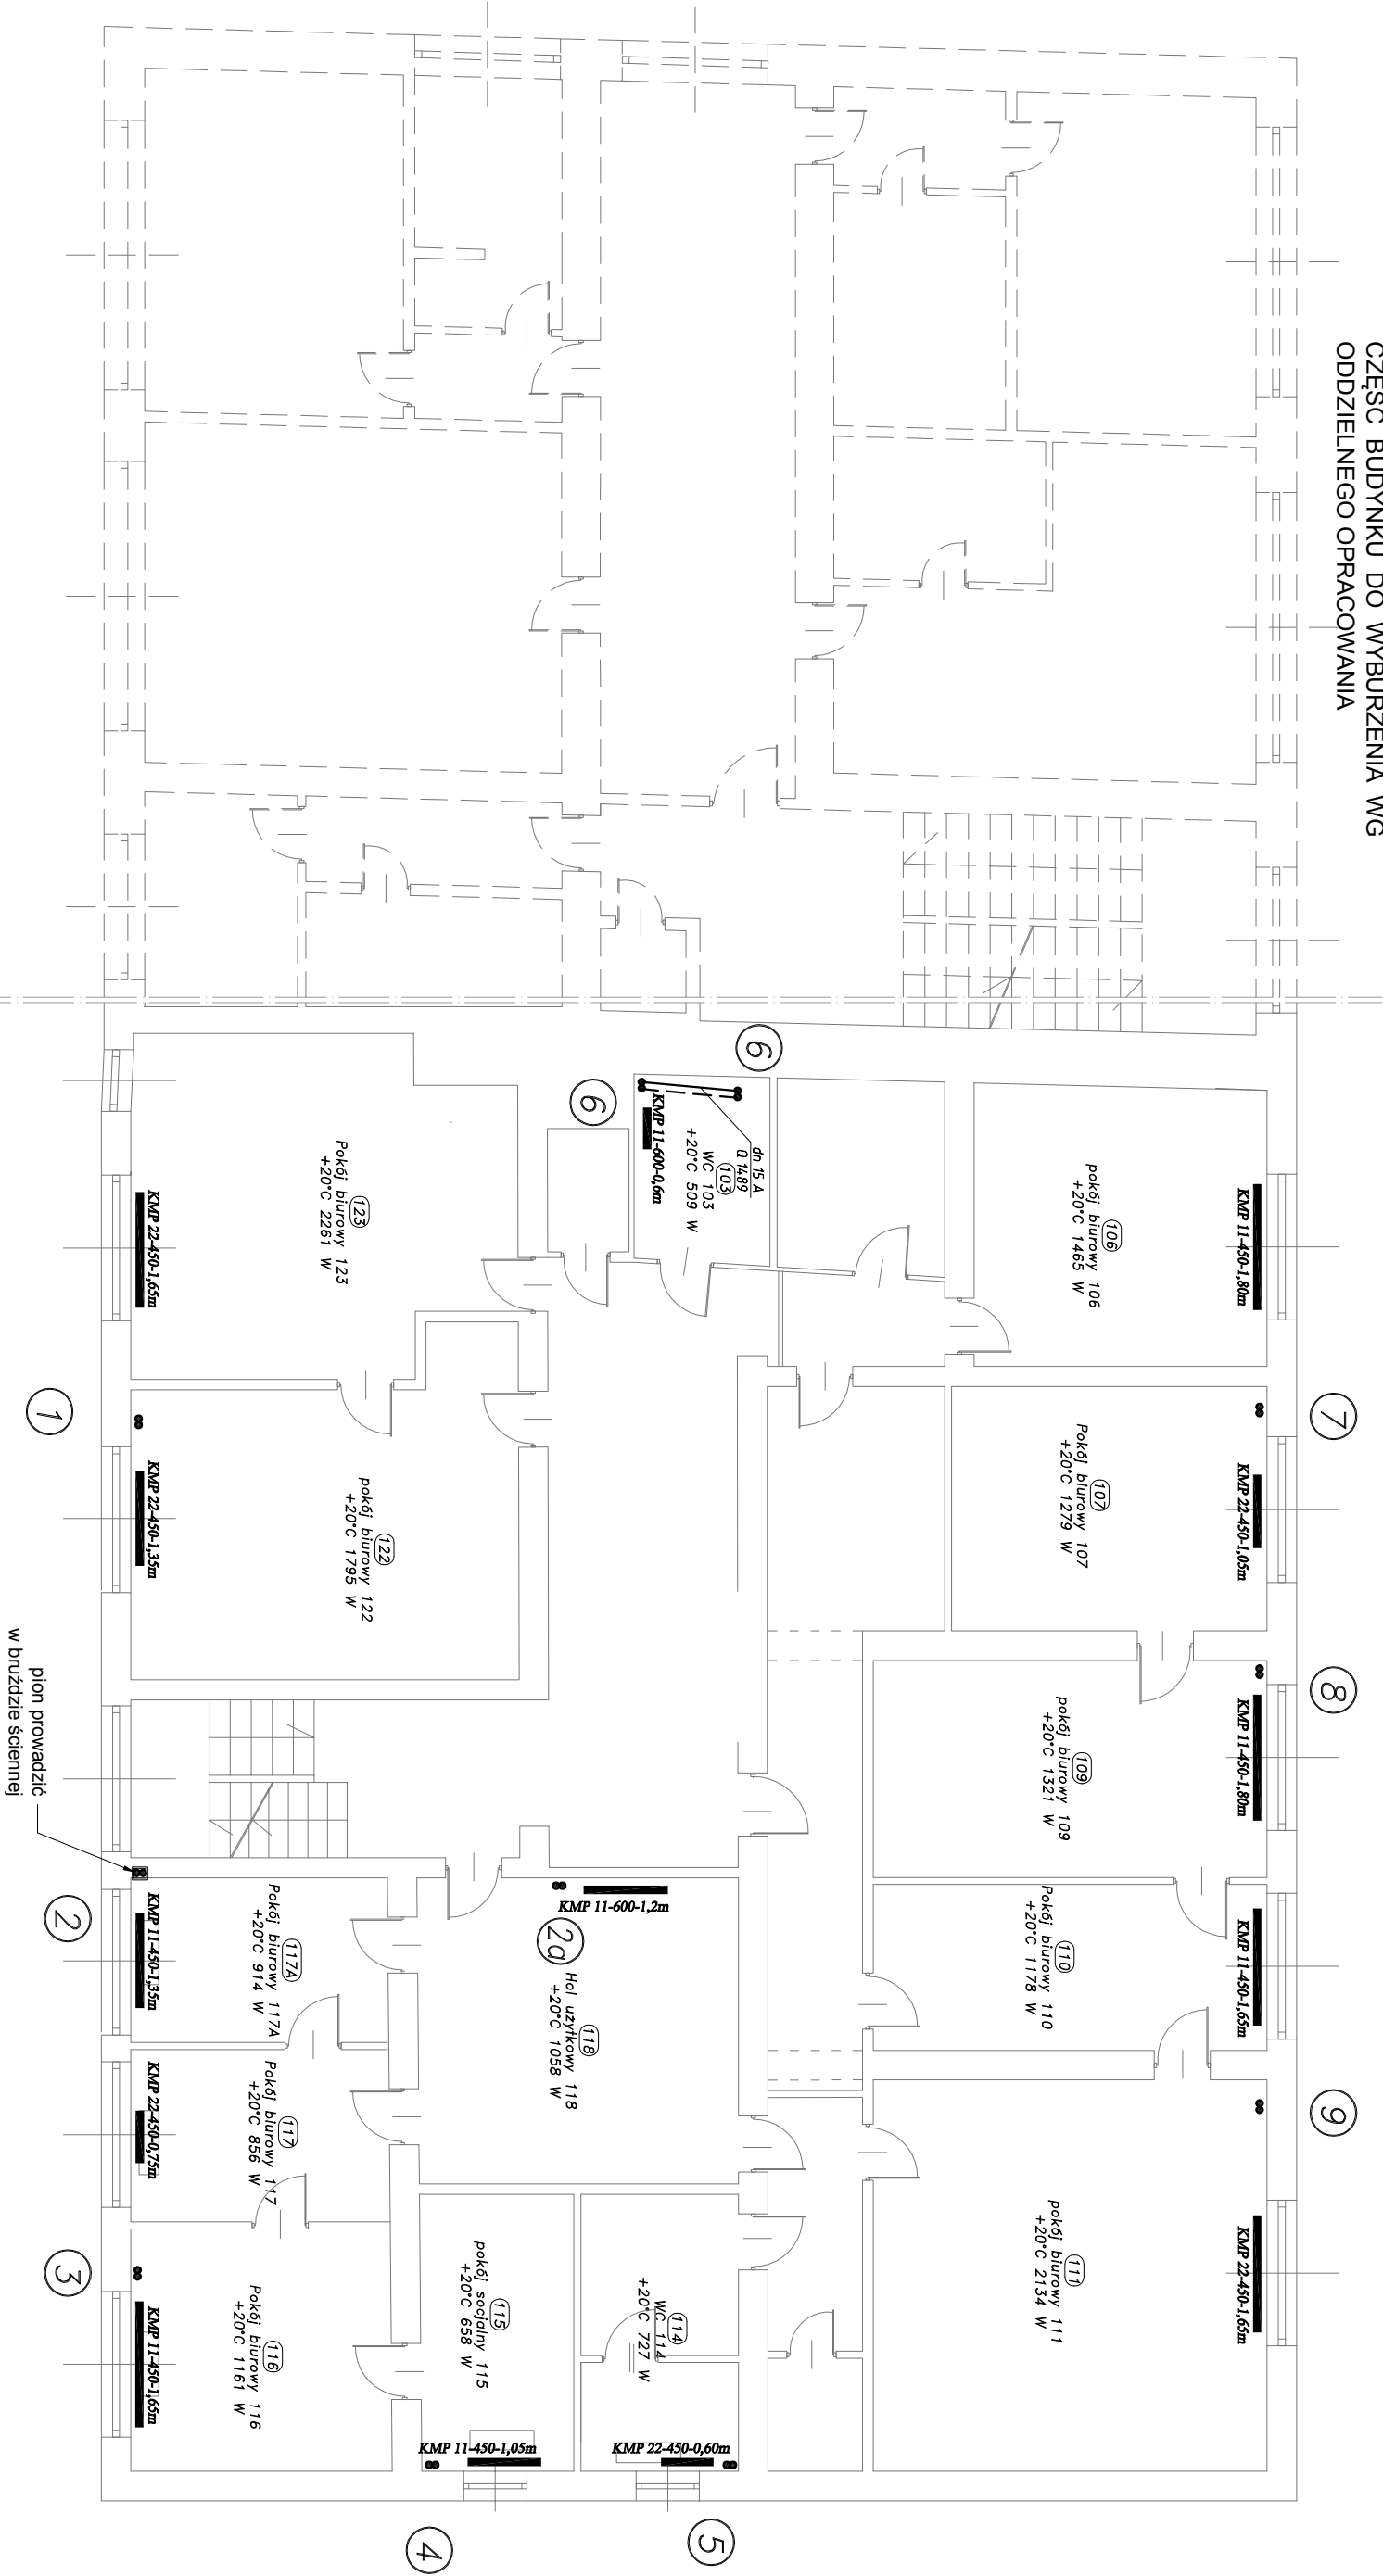 CZĘŚĆ BUDYNKU DO WYBURZENIA WG
ODDZIELNEGO OPRACOWANIA
6
6
dn 15 A
Q 1489
103
WC 103
+20°C 509 W
KMP 11-600-0,6m
KMP 11-450-1,80m
106
pokój biurowy 106
+20°C 1465 W
123
Pokój biurowy 123
+20°C 2261 W
KMP 22-450-1,65m
7
KMP 22-450-1,05m
107
Pokój biurowy 107
+20°C 1279 W
122
pokój biurowy 122
+20°C 1795 W
KMP 22-450-1,35m
1
8
KMP 11-450-1,80m
109
pokój biurowy 109
+20°C 1321 W
pion prowadzić
w bruździe ściennej
KMP 11-450-1,65m
110
Pokój biurowy 110
+20°C 1178 W
KMP 11-600-1,2m
2a
118
Hol użytkowy 118
+20°C 1058 W
117A
Pokój biurowy 117A
+20°C 914 W
KMP 11-450-1,35m
2
9
KMP 22-450-1,65m
111
pokój biurowy 111
+20°C 2134 W
117
Pokój biurowy 117
+20°C 856 W
KMP 22-450-0,75m
3
114
WC 114
+20°C 727 W
115
pokój socjalny 115
+20°C 658 W
116
Pokój biurowy 116
+20°C 1161 W
KMP 11-450-1,65m
KMP 11-450-1,05m
KMP 22-450-0,60m
4
5